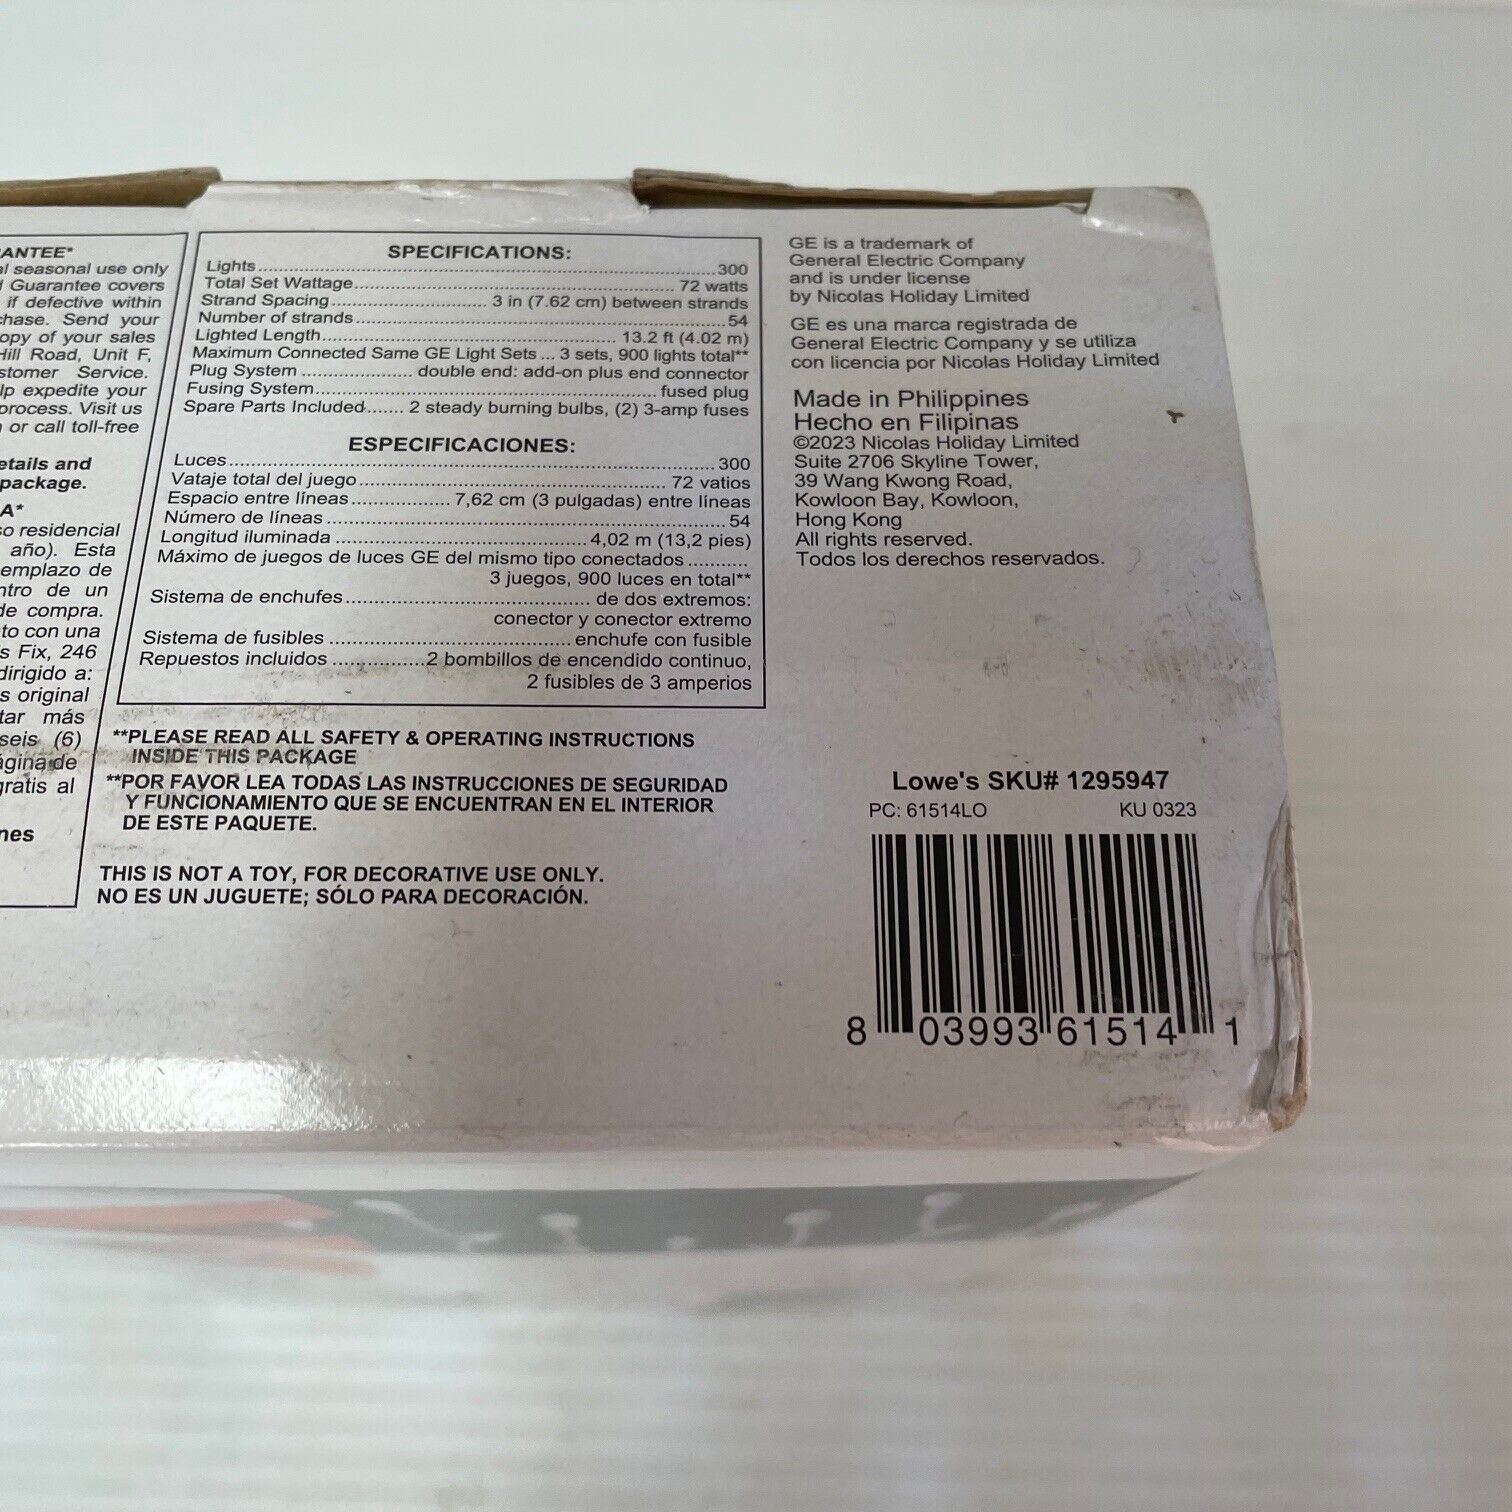 ANTEE*
al seasonal use only
Guarantee covers
if defective within
chase. Send your
opy of your sales
Hill Road, Unit F,
stomer Service.
lp expedite your
process. Visit us
or call toll-free
etails and
package.
A*
so residencial
año). Esta
emplazo de
ntro de un
de compra.
to con una
s Fix, 246
dirigido a:
s original
tar más
seis (6)
ágina de
gratis al
nes
SPECIFICATIONS:
Lights ... 300
Total Set Wattage ... 72 watts
Strand Spacing ... 3 in (7.62 cm) between strands
Number of strands ... 54
Lighted Length ... 13.2 ft (4.02 m)
Maximum Connected Same GE Light Sets ... 3 sets, 900 lights total**
Plug System ... double end: add-on plus end connector
Fusing System ... fused plug
Spare Parts Included ... 2 steady burning bulbs, (2) 3-amp fuses
ESPECIFICACIONES:
Luces ... 300
Vataje total del juego ... 72 vatios
Espacio entre líneas ... 7,62 cm (3 pulgadas) entre líneas
Número de líneas ... 54
Longitud iluminada ... 4,02 m (13,2 pies)
Máximo de juegos de luces GE del mismo tipo conectados ...
3 juegos, 900 luces en total**
Sistema de enchufes ... de dos extremos:
conector y conector extremo
Sistema de fusibles ... enchufe con fusible
Repuestos incluidos ... 2 bombillos de encendido continuo,
2 fusibles de 3 amperios
**PLEASE READ ALL SAFETY & OPERATING INSTRUCTIONS
INSIDE THIS PACKAGE
**POR FAVOR LEA TODAS LAS INSTRUCCIONES DE SEGURIDAD
Y FUNCIONAMIENTO QUE SE ENCUENTRAN EN EL INTERIOR
DE ESTE PAQUETE.
THIS IS NOT A TOY, FOR DECORATIVE USE ONLY.
NO ES UN JUGUETE; SÓLO PARA DECORACIÓN.
GE is a trademark of
General Electric Company
and is under license
by Nicolas Holiday Limited
GE es una marca registrada de
General Electric Company y se utiliza
con licencia por Nicolas Holiday Limited
Made in Philippines
Hecho en Filipinas
©2023 Nicolas Holiday Limited
Suite 2706 Skyline Tower,
39 Wang Kwong Road,
Kowloon Bay, Kowloon,
Hong Kong
All rights reserved.
Todos los derechos reservados.
Lowe's SKU# 1295947
PC: 61514LO KU 0323
8 03993 61514 1